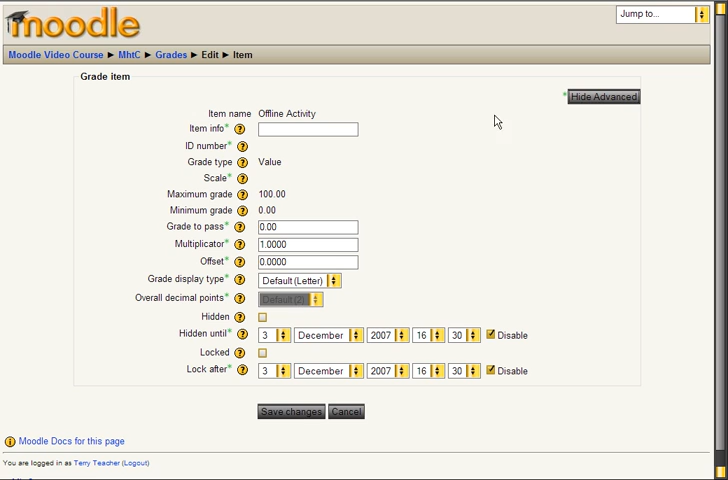 moodle
Jump to...
Moodle Video Course ► MhtC ► Grades ► Edit ► Item
Grade item
* Hide Advanced
Item name Offline Activity
Item info* ?
ID number* ?
Grade type ? Value
Scale* ?
Maximum grade ? 100.00
Minimum grade ? 0.00
Grade to pass* ? 0.00
Multiplicator* ? 1.0000
Offset* ? 0.0000
Grade display type* ? Default (Letter)
Overall decimal points* ? Default (2)
Hidden ?
Hidden until* ? 3 December 2007 16 30 Disable
Locked ?
Lock after* ? 3 December 2007 16 30 Disable
Save changes Cancel
i Moodle Docs for this page
You are logged in as Terry Teacher (Logout)